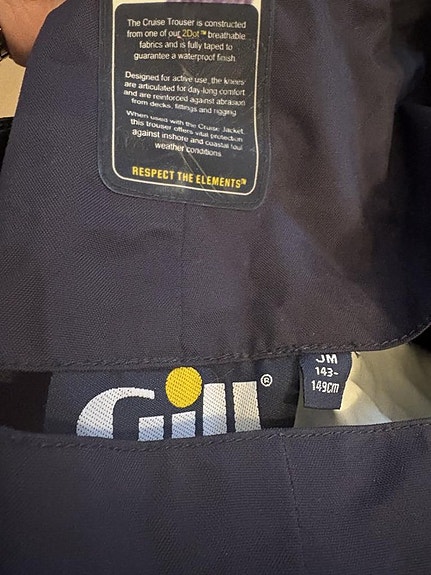 The Cruise Trouser is constructed
from one of our 2Dot™ breathable
fabrics and is fully taped to
guarantee a waterproof finish
Designed for active use, the knees
are articulated for day-long comfort
and are reinforced against abrasion
from decks, fittings and rigging
When used with the Cruise Jacket,
this trouser offers vital protection
against inshore and coastal foul
weather conditions
RESPECT THE ELEMENTS™
JM
143-
149cm
Gill®